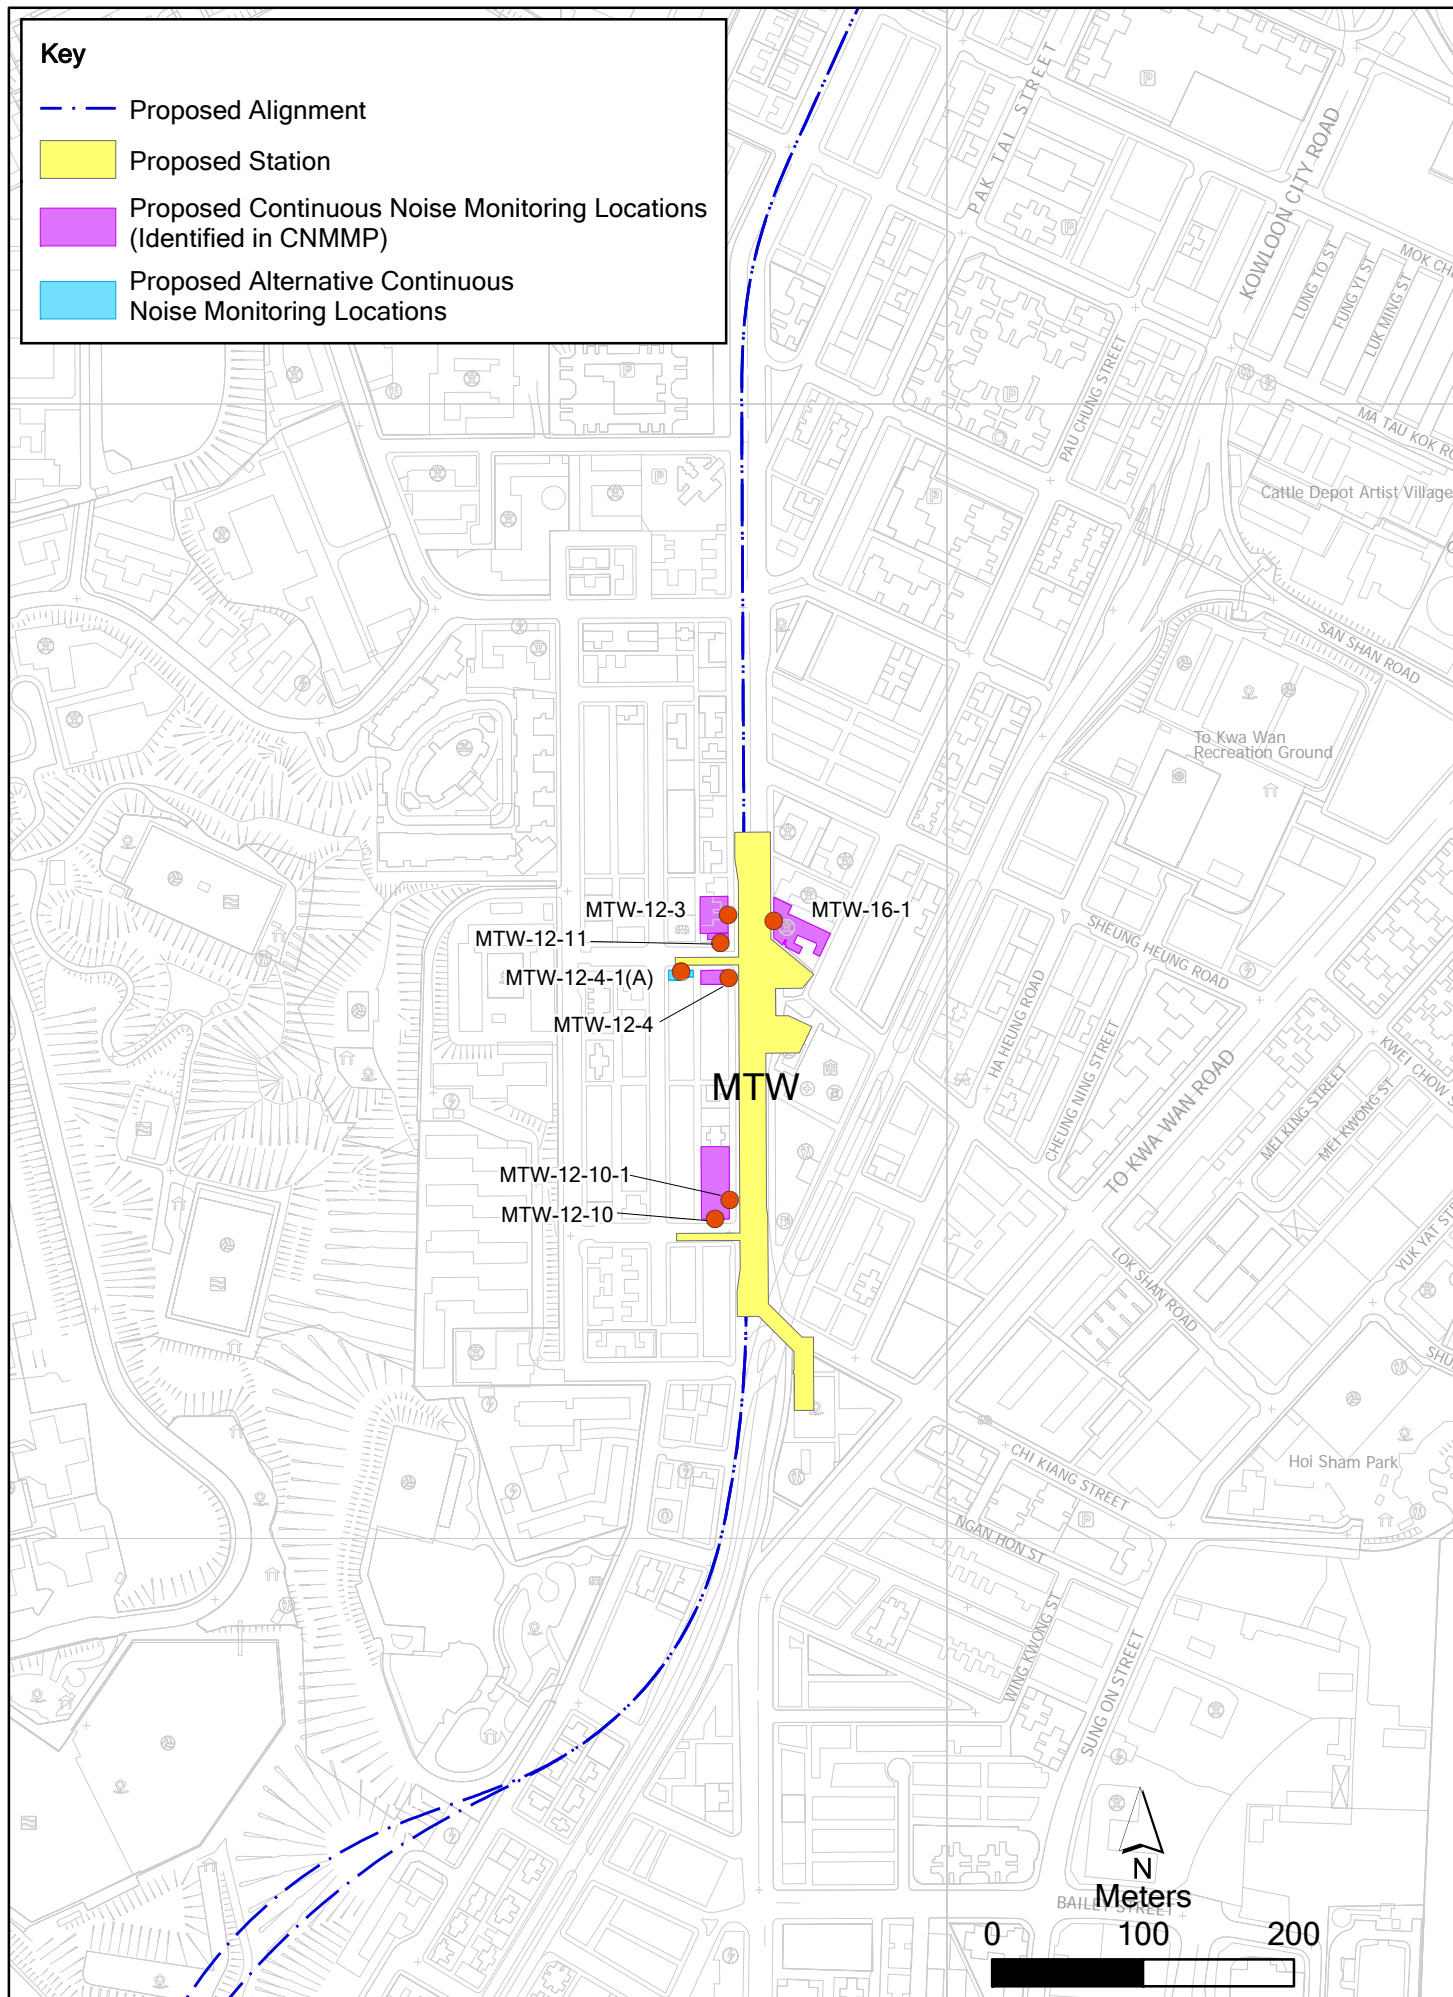 Key
Proposed Alignment
Proposed Station
Proposed Continuous Noise Monitoring Locations
(Identified in CNMMP)
Proposed Alternative Continuous
Noise Monitoring Locations
PAK TAI STREET
KOWLOON CITY ROAD
LUNG TO ST
FUNG YI ST
LUK MING ST
PAU CHUNG STREET
Cattle Depot Artist Village
SAN SHAN ROAD
To Kwa Wan
Recreation Ground
MTW-12-3
MTW-16-1
MTW-12-11
MTW-12-4-1(A)
MTW-12-4
SHEUNG HEUNG ROAD
HA HEUNG ROAD
CHEUNG NING STREET
TO KWA WAN ROAD
MEI KING STREET
MEI KWONG ST
KWEI CHOW
MTW
MTW-12-10-1
MTW-12-10
LOK SHAN ROAD
YUK YAT
Hoi Sham Park
CHI KIANG STREET
NGAN HON ST
WING KWONG ST
SUNG ON STREET
N
Meters
BAILEY STREET
0 100 200
P
P
P
P
P
P
P
MA TAU KOK